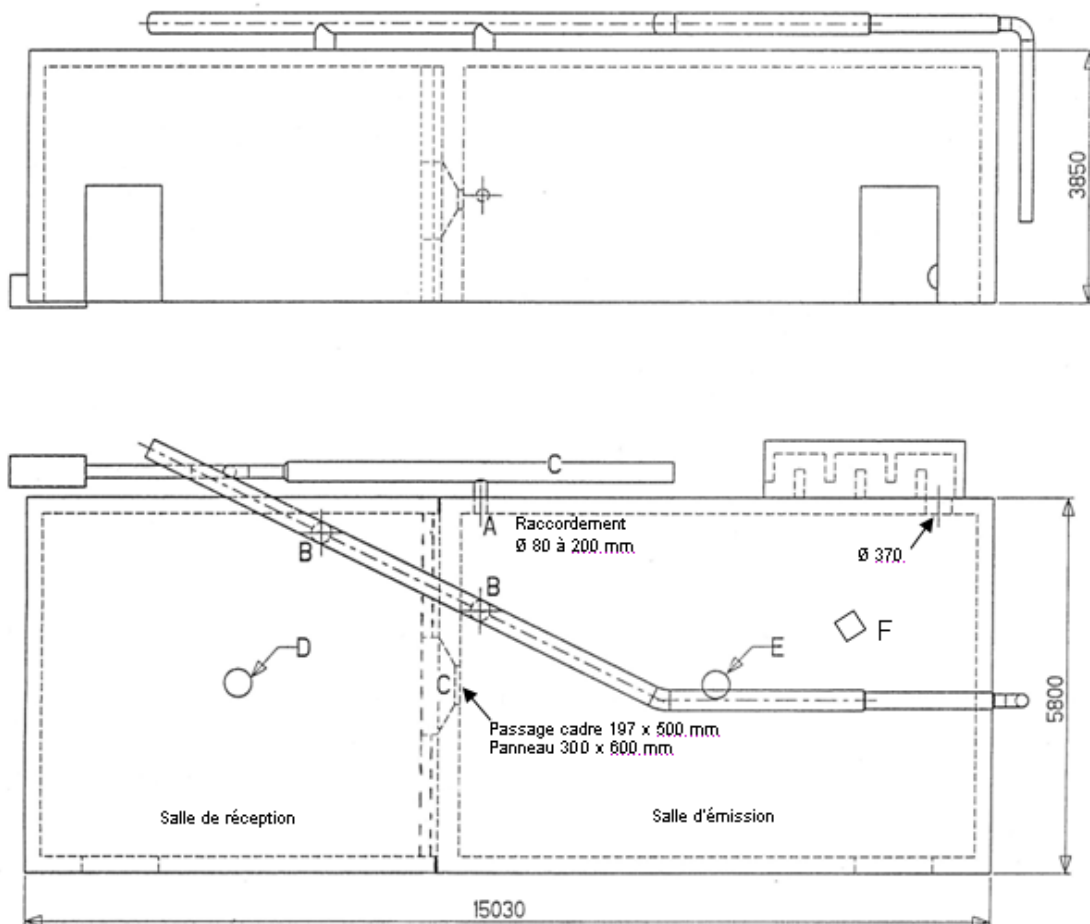 3850
C
A
Raccordement
Ø 80 à 200 mm
Ø 370
B
B
F
D
E
C
Passage cadre 197 x 500 mm
Panneau 300 x 600 mm
5800
Salle de réception
Salle d'émission
15030